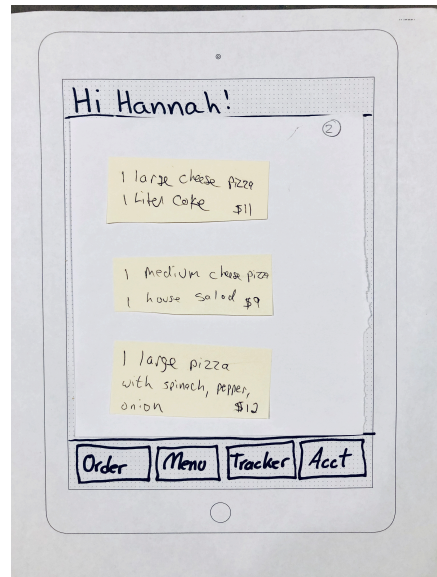 Hi Hannah!
2
1 large cheese pizza
1 Liter Coke $11
1 medium cheese pizza
1 house salad $9
1 large pizza
with spinach, pepper,
onion $12
Order Menu Tracker Acct